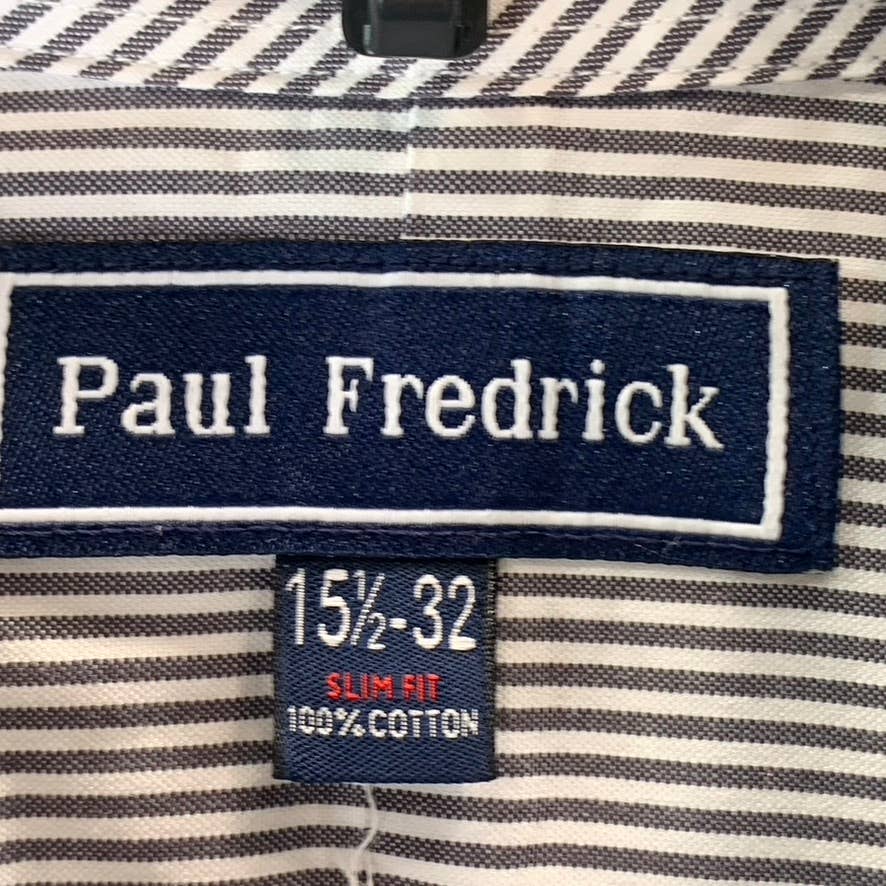 Paul Fredrick
15½-32
SLIM FIT
100% COTTON